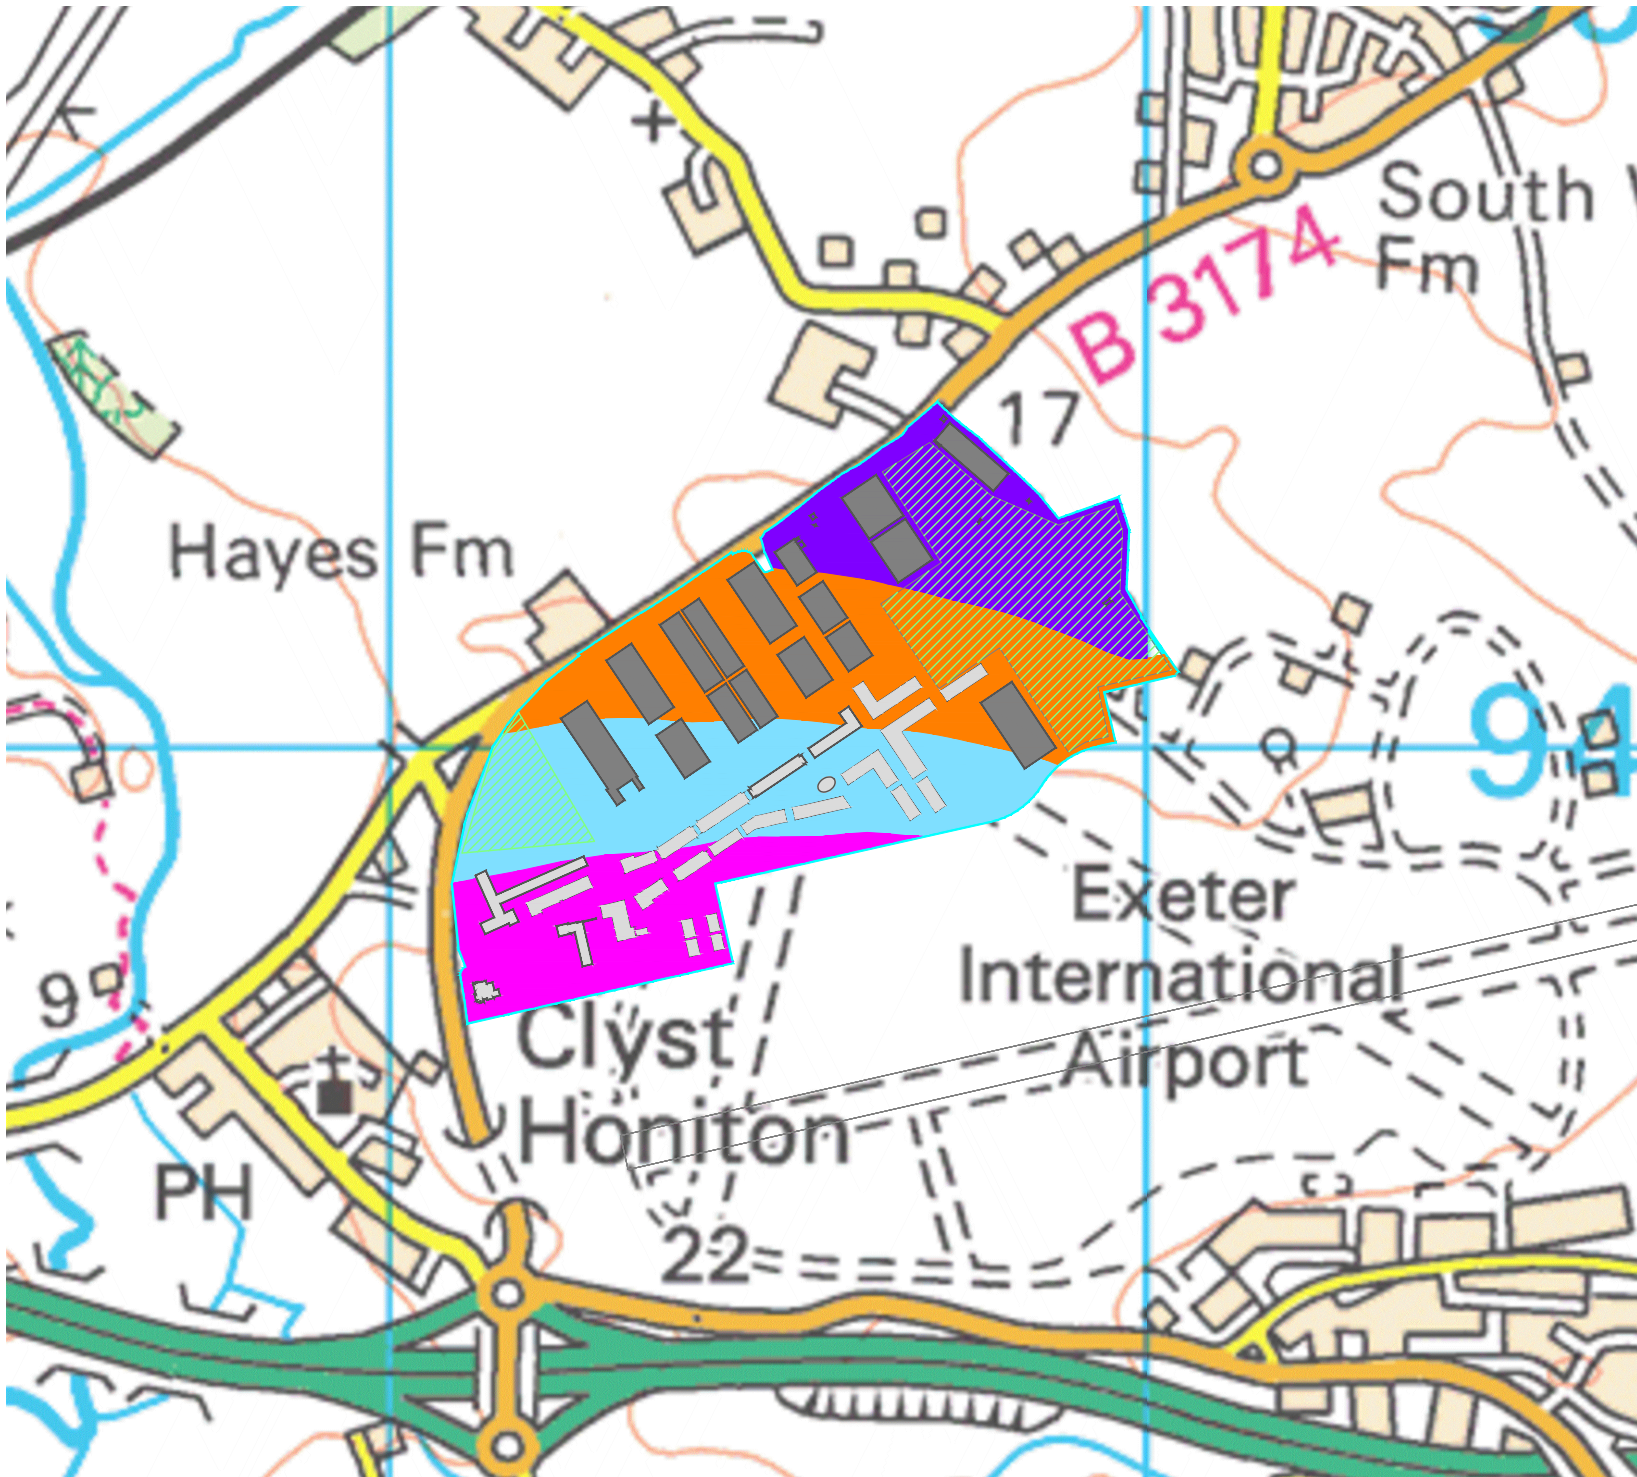 South
Fm
B 3174
17
Hayes Fm
94
Exeter
International
Airport
9
Clyst
Honiton
PH
22